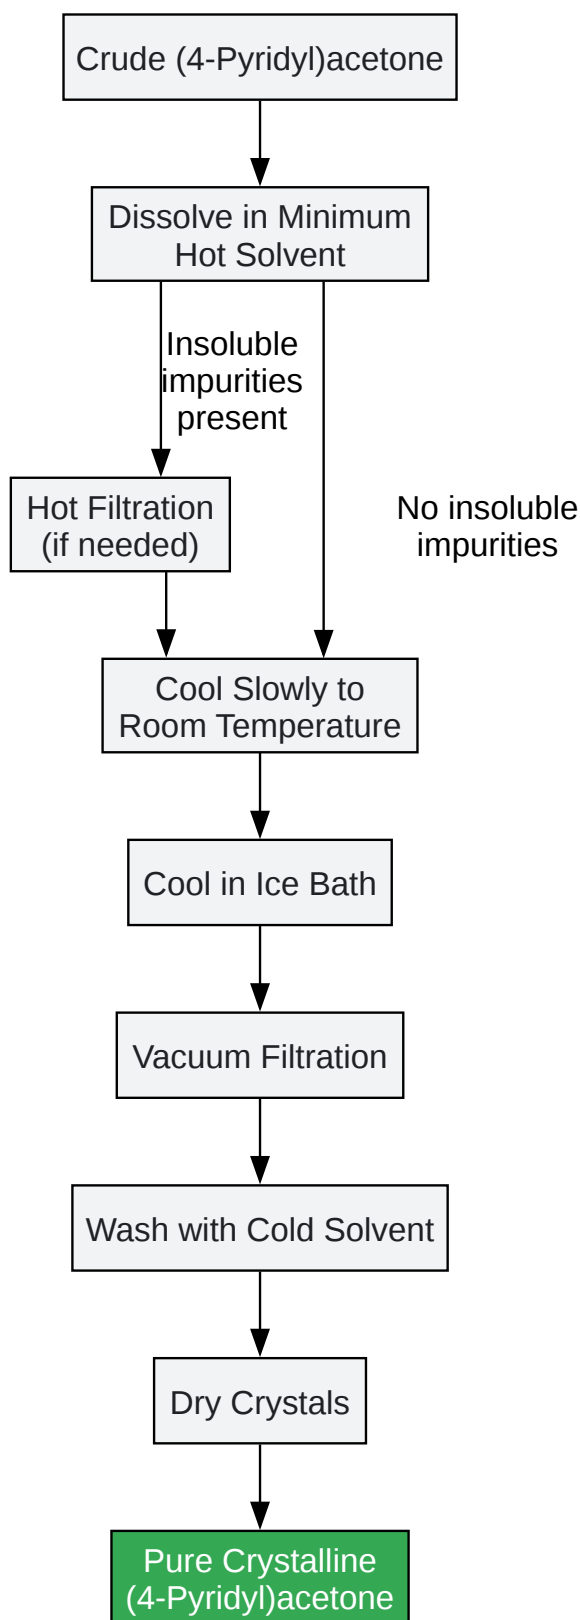 Crude (4-Pyridyl)acetone
Dissolve in Minimum
Hot Solvent
Insoluble
impurities
present
Hot Filtration
(if needed)
No insoluble
impurities
Cool Slowly to
Room Temperature
Cool in Ice Bath
Vacuum Filtration
Wash with Cold Solvent
Dry Crystals
Pure Crystalline
(4-Pyridyl)acetone